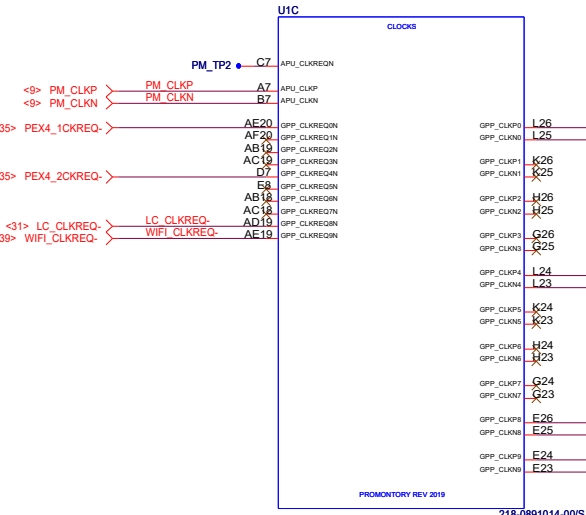 U1C
CLOCKS
PM_TP2 C7 APU_CLKREQN
<9> PM_CLKP PM_CLKP A7 APU_CLKP
<9> PM_CLKN PM_CLKN B7 APU_CLKN
35> PEX4_1CKREQ- AE20 GPP_CLKREQ0N GPP_CLKP0 L26
AF20 GPP_CLKREQ1N GPP_CLKN0 L25
AB19 GPP_CLKREQ2N
AC19 GPP_CLKREQ3N GPP_CLKP1 K26
35> PEX4_2CKREQ- D7 GPP_CLKREQ4N GPP_CLKN1 K25
E8 GPP_CLKREQ5N
AB18 GPP_CLKREQ6N GPP_CLKP2 H26
AC18 GPP_CLKREQ7N GPP_CLKN2 H25
<31> LC_CLKREQ- LC_CLKREQ- AD19 GPP_CLKREQ8N
39> WIFI_CLKREQ- WIFI_CLKREQ- AE19 GPP_CLKREQ9N GPP_CLKP3 G26
GPP_CLKN3 G25
GPP_CLKP4 L24
GPP_CLKN4 L23
GPP_CLKP5 K24
GPP_CLKN5 K23
GPP_CLKP6 H24
GPP_CLKN6 H23
GPP_CLKP7 G24
GPP_CLKN7 G23
GPP_CLKP8 E26
GPP_CLKN8 E25
GPP_CLKP9 E24
GPP_CLKN9 E23
PROMONTORY REV 2019
218-0891014-00/S